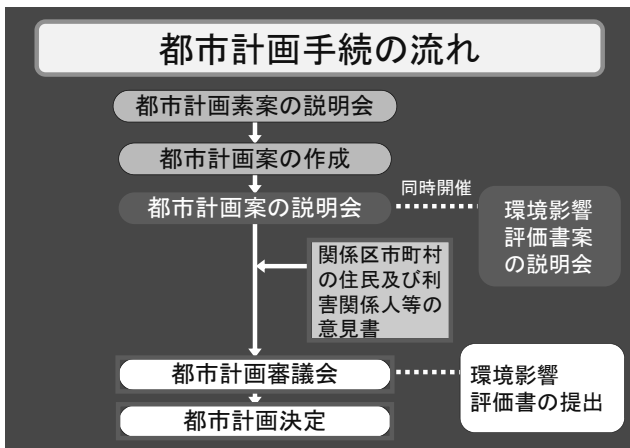 都市計画手続の流れ
都市計画素案の説明会
都市計画案の作成
都市計画案の説明会
同時開催
環境影響
評価書案
の説明会
関係区市町村
の住民及び利
害関係人等の
意見書
都市計画審議会
環境影響
評価書の提出
都市計画決定